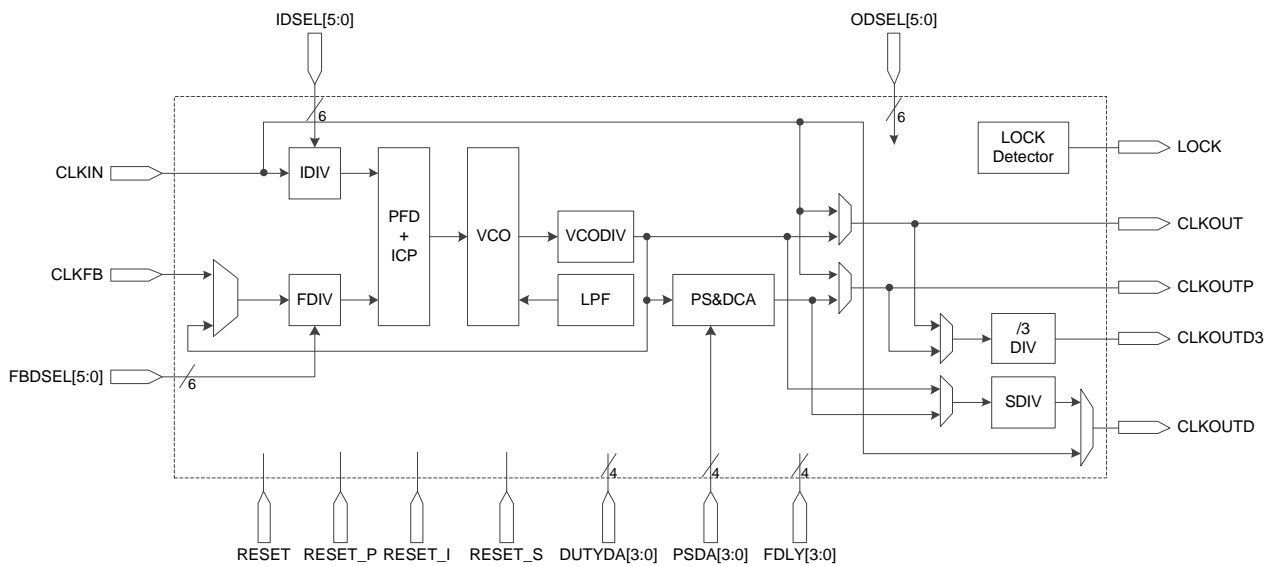 IDSEL[5:0]
ODSEL[5:0]
6
6
LOCK
Detector
LOCK
CLKIN
IDIV
PFD
+
ICP
VCO
VCODIV
CLKOUT
CLKFB
FDIV
LPF
PS&DCA
CLKOUTP
/3
DIV
CLKOUTD3
FBDSEL[5:0]
6
SDIV
CLKOUTD
4
4
4
RESET
RESET_P
RESET_I
RESET_S
DUTYDA[3:0]
PSDA[3:0]
FDLY[3:0]